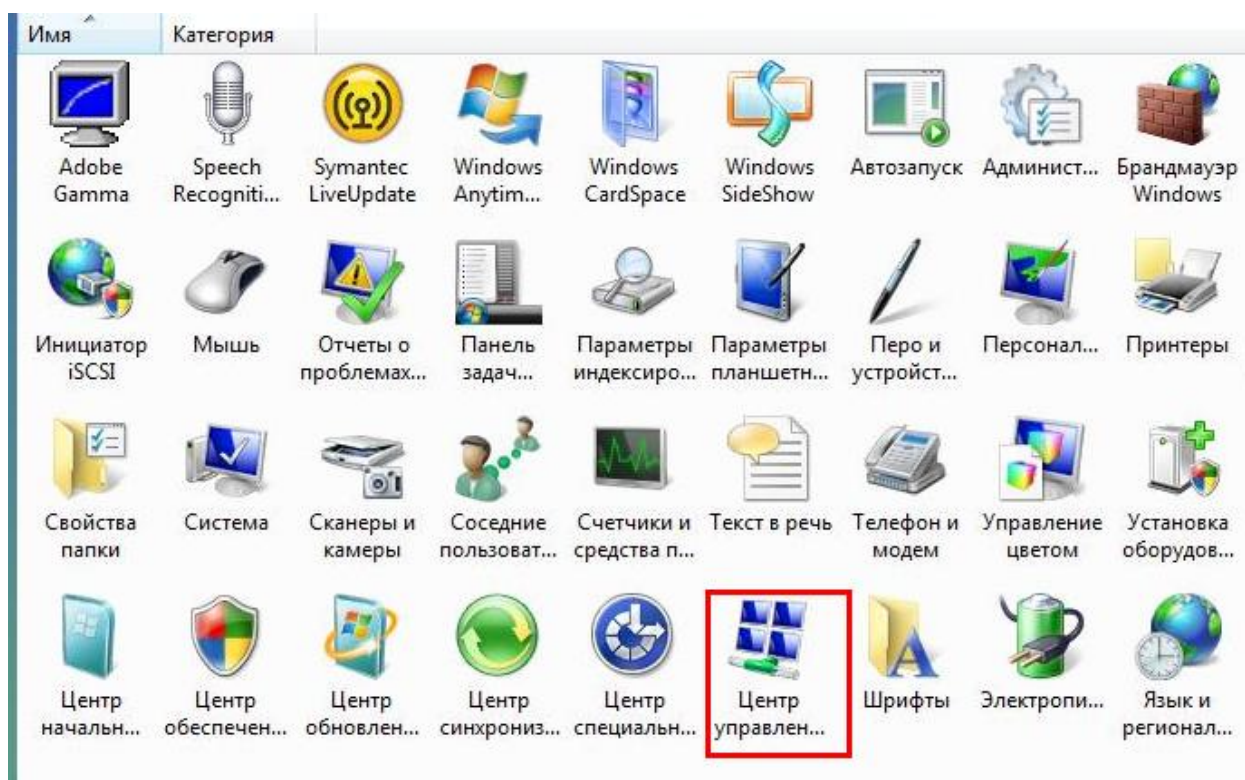 Имя Категория
Adobe Speech Symantec Windows Windows Windows Автозапуск Админист... Брандмауэр
Gamma Recogniti... LiveUpdate Anytim... CardSpace SideShow Windows
Инициатор Мышь Отчеты о Панель Параметры Параметры Перо и Персонал... Принтеры
iSCSI проблемах... задач... индексиро... планшетн... устройст...
Свойства Система Сканеры и Соседние Счетчики и Текст в речь Телефон и Управление Установка
папки камеры пользоват... средства п... модем цветом оборудов...
Центр Центр Центр Центр Центр Центр Шрифты Электропи... Язык и
начальн... обеспечен... обновлен... синхрониз... специальн... управлен... регионал...